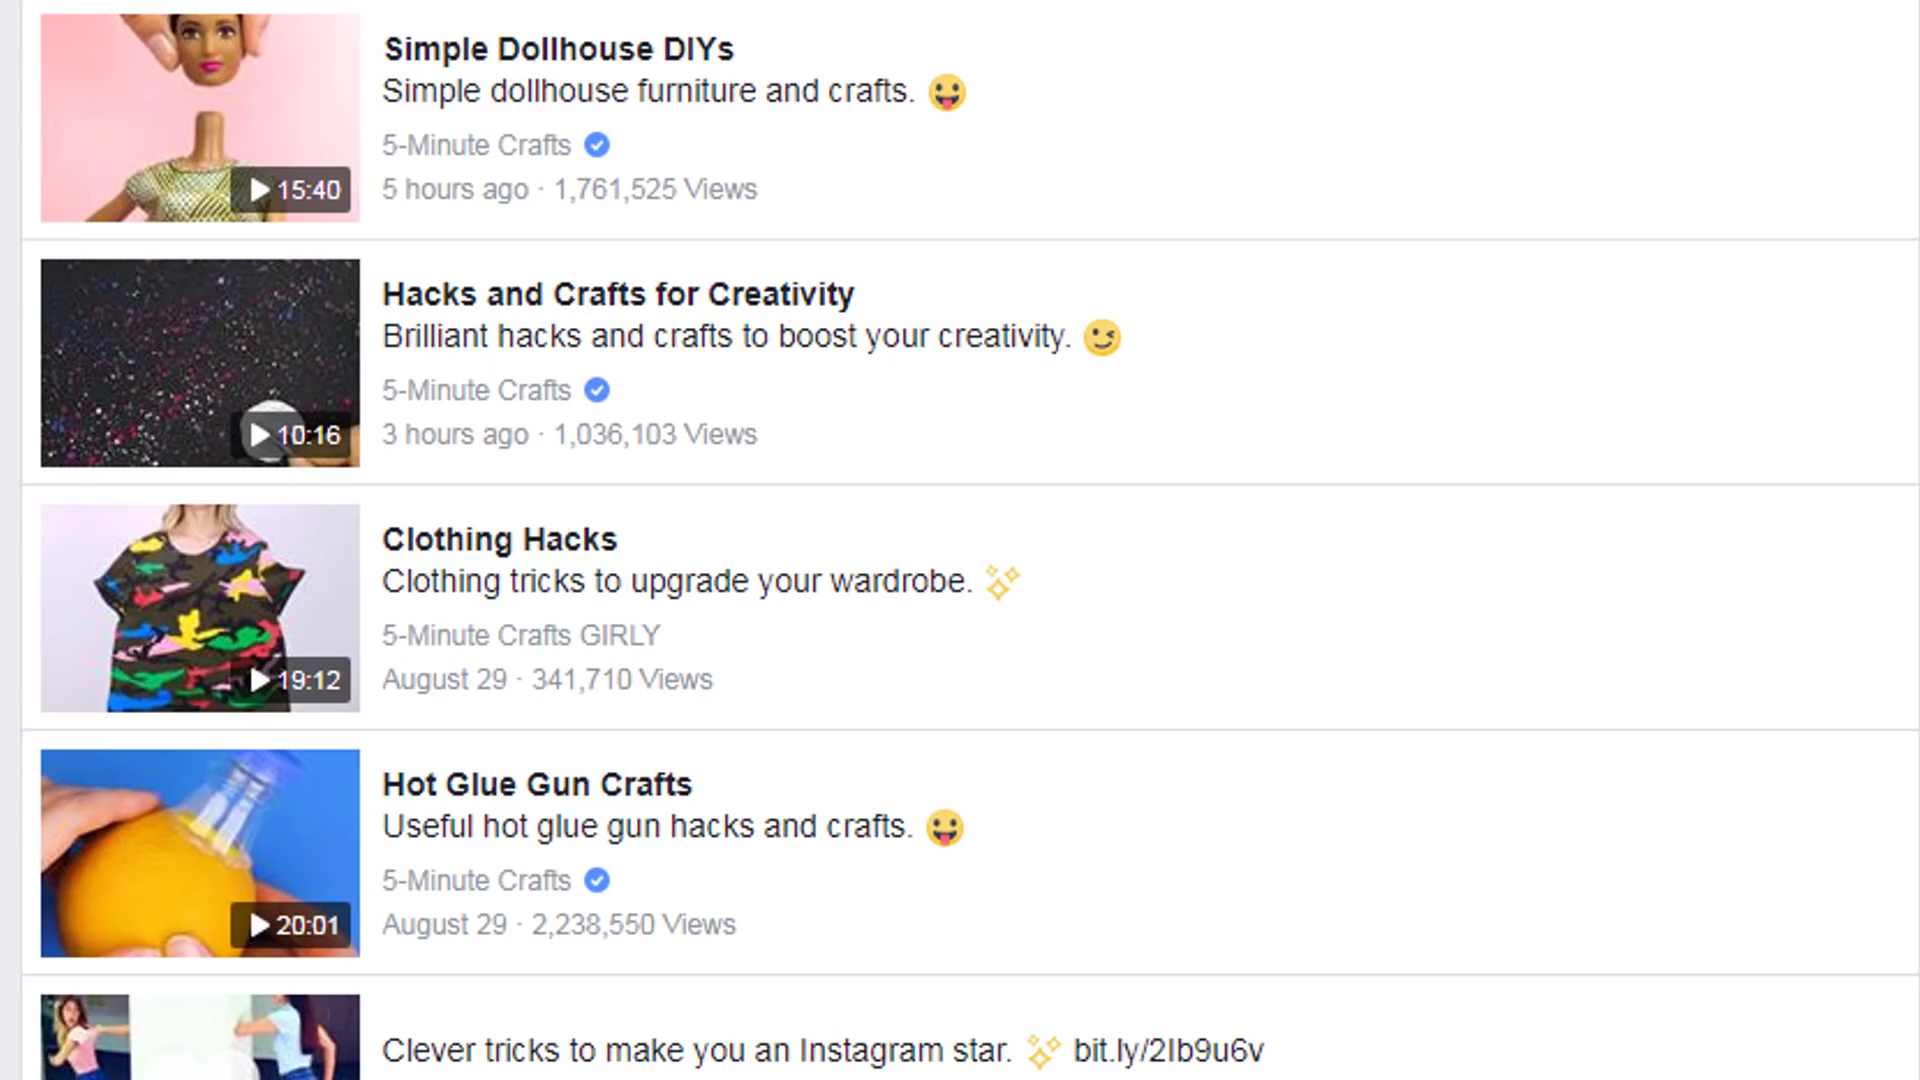 Simple Dollhouse DIYs
Simple dollhouse furniture and crafts. 😛
5-Minute Crafts
15:40
5 hours ago · 1,761,525 Views
Hacks and Crafts for Creativity
Brilliant hacks and crafts to boost your creativity. 😉
5-Minute Crafts
10:16
3 hours ago · 1,036,103 Views
Clothing Hacks
Clothing tricks to upgrade your wardrobe. ✨
5-Minute Crafts GIRLY
19:12
August 29 · 341,710 Views
Hot Glue Gun Crafts
Useful hot glue gun hacks and crafts. 😛
5-Minute Crafts
20:01
August 29 · 2,238,550 Views
Clever tricks to make you an Instagram star. ✨ bit.ly/2Ib9u6v